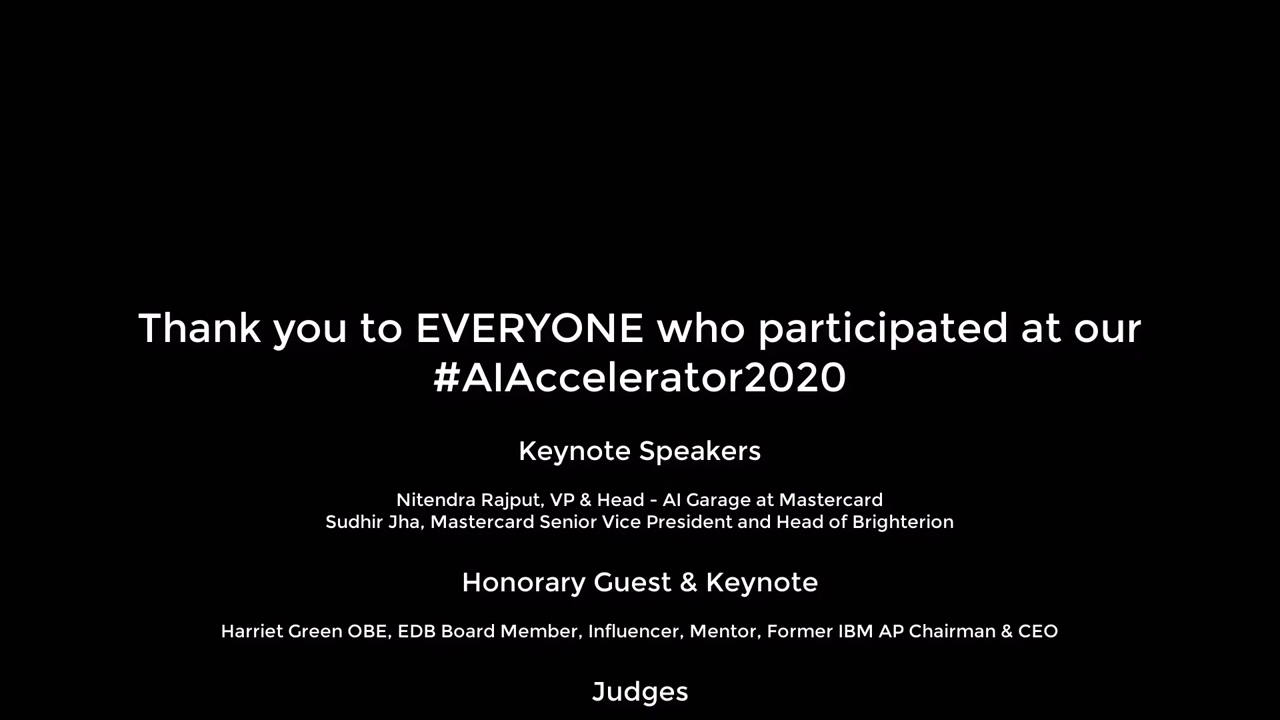 Thank you to EVERYONE who participated at our
#AIAccelerator2020
Keynote Speakers
Nitendra Rajput, VP & Head - AI Garage at Mastercard
Sudhir Jha, Mastercard Senior Vice President and Head of Brighterion
Honorary Guest & Keynote
Harriet Green OBE, EDB Board Member, Influencer, Mentor, Former IBM AP Chairman & CEO
Judges